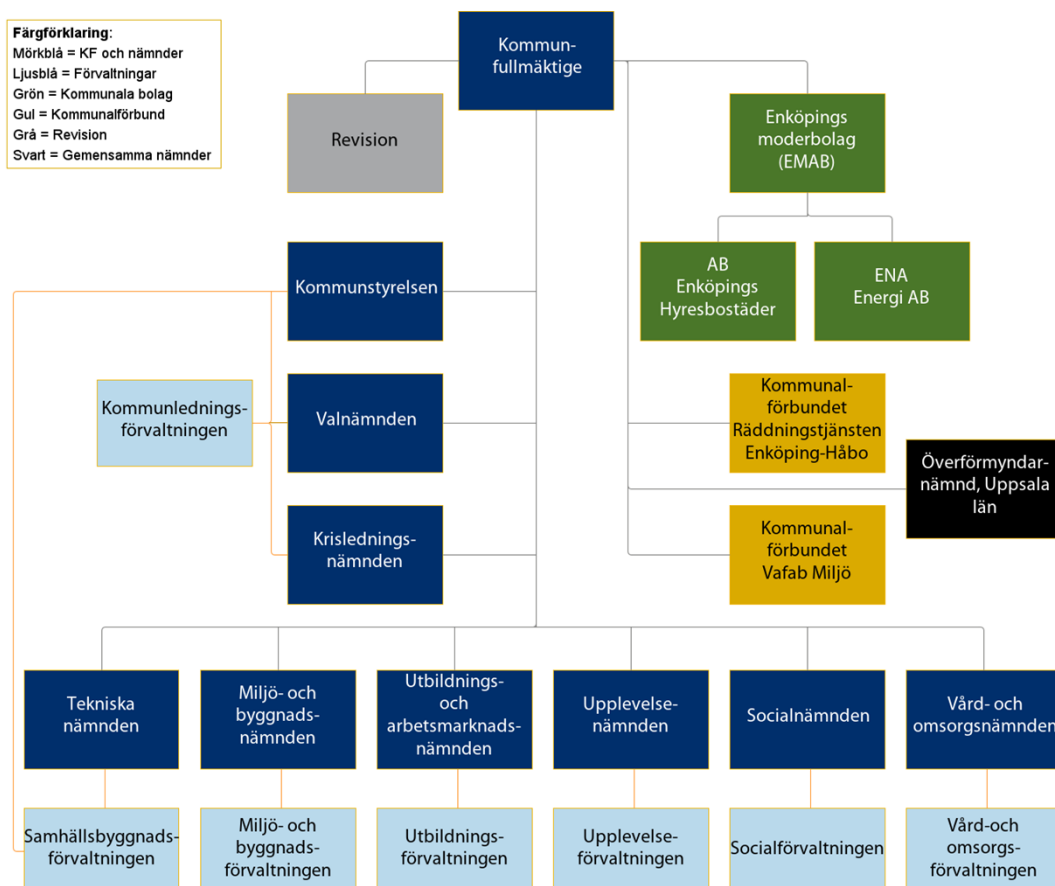 Färgförklaring:
Mörkblå = KF och nämnder
Ljusblå = Förvaltningar
Grön = Kommunala bolag
Gul = Kommunalförbund
Grå = Revision
Svart = Gemensamma nämnder
Kommun-
fullmäktige
Revision
Enköpings
moderbolag
(EMAB)
AB
Enköpings
Hyresbostäder
ENA
Energi AB
Kommunstyrelsen
Kommunlednings-
förvaltningen
Valnämnden
Krislednings-
nämnden
Kommunal-
förbundet
Räddningstjänsten
Enköping-Håbo
Överförmyndar-
nämnd, Uppsala
län
Kommunal-
förbundet
Vafab Miljö
Tekniska
nämnden
Miljö- och
byggnads-
nämnden
Utbildnings-
och
arbetsmarknads-
nämnden
Upplevelse-
nämnden
Socialnämnden
Vård- och
omsorgsnämnden
Samhällsbyggnads-
förvaltningen
Miljö- och
byggnads-
förvaltningen
Utbildnings-
förvaltningen
Upplevelse-
förvaltningen
Socialförvaltningen
Vård-och
omsorgs-
förvaltningen